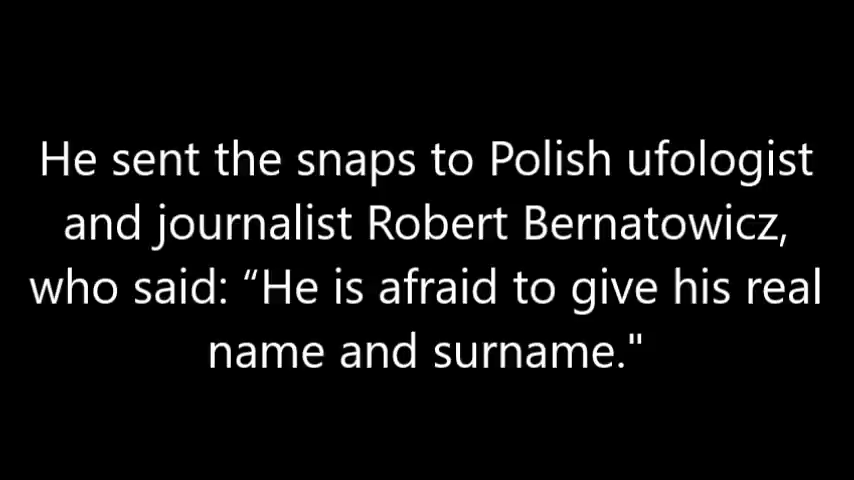 He sent the snaps to Polish ufologist
and journalist Robert Bernatowicz,
who said: “He is afraid to give his real
name and surname."